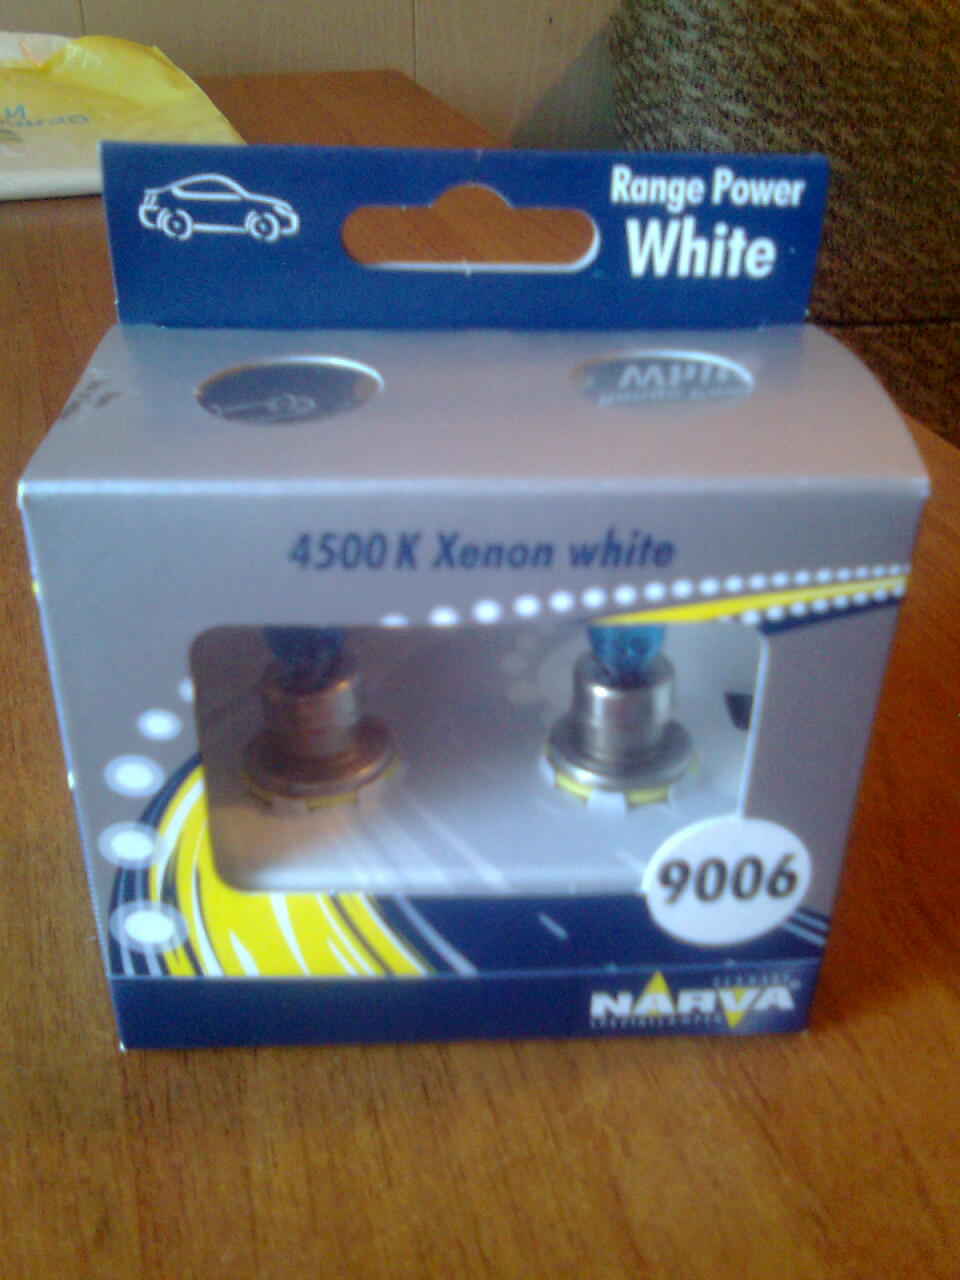 Range Power
White
4500 K Xenon white
9006
NARVA